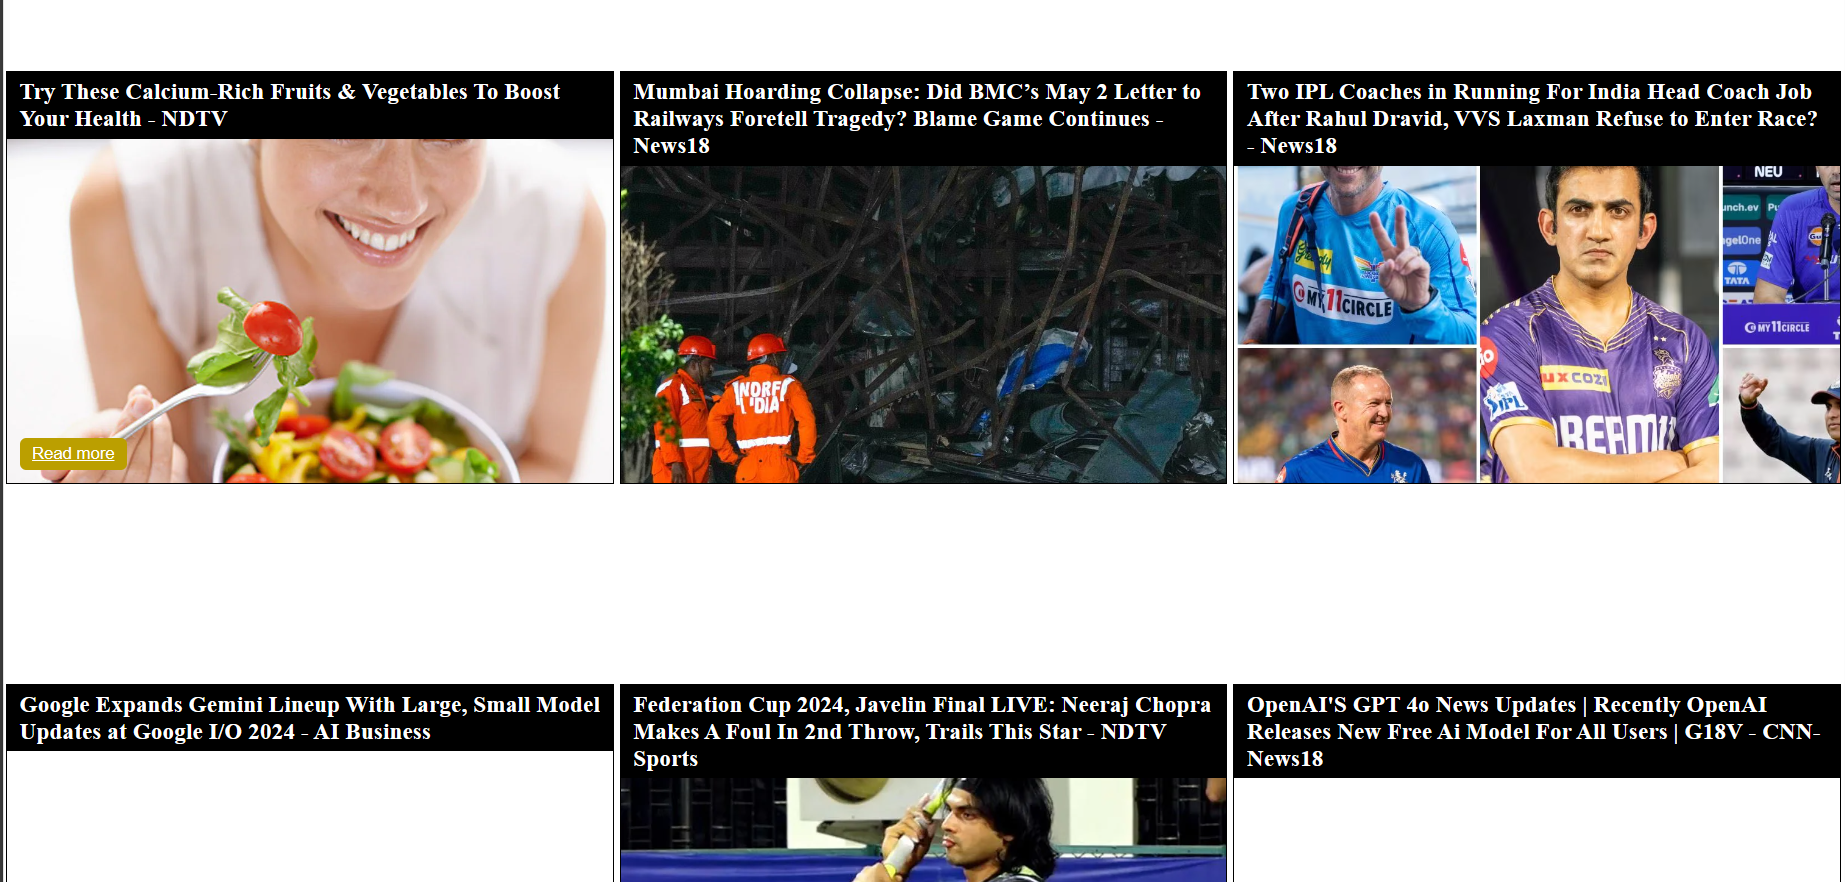 Try These Calcium-Rich Fruits & Vegetables To Boost
Your Health - NDTV
Read more
Mumbai Hoarding Collapse: Did BMC’s May 2 Letter to
Railways Foretell Tragedy? Blame Game Continues -
News18
NDRF
INDIA
Two IPL Coaches in Running For India Head Coach Job
After Rahul Dravid, VVS Laxman Refuse to Enter Race?
- News18
MY11CIRCLE
NEU
unch.ev
AngelOne
TATA
MY11CIRCLE
LUX COZI
IPL
Google Expands Gemini Lineup With Large, Small Model
Updates at Google I/O 2024 - AI Business
Federation Cup 2024, Javelin Final LIVE: Neeraj Chopra
Makes A Foul In 2nd Throw, Trails This Star - NDTV
Sports
OpenAI'S GPT 4o News Updates | Recently OpenAI
Releases New Free Ai Model For All Users | G18V - CNN-
News18